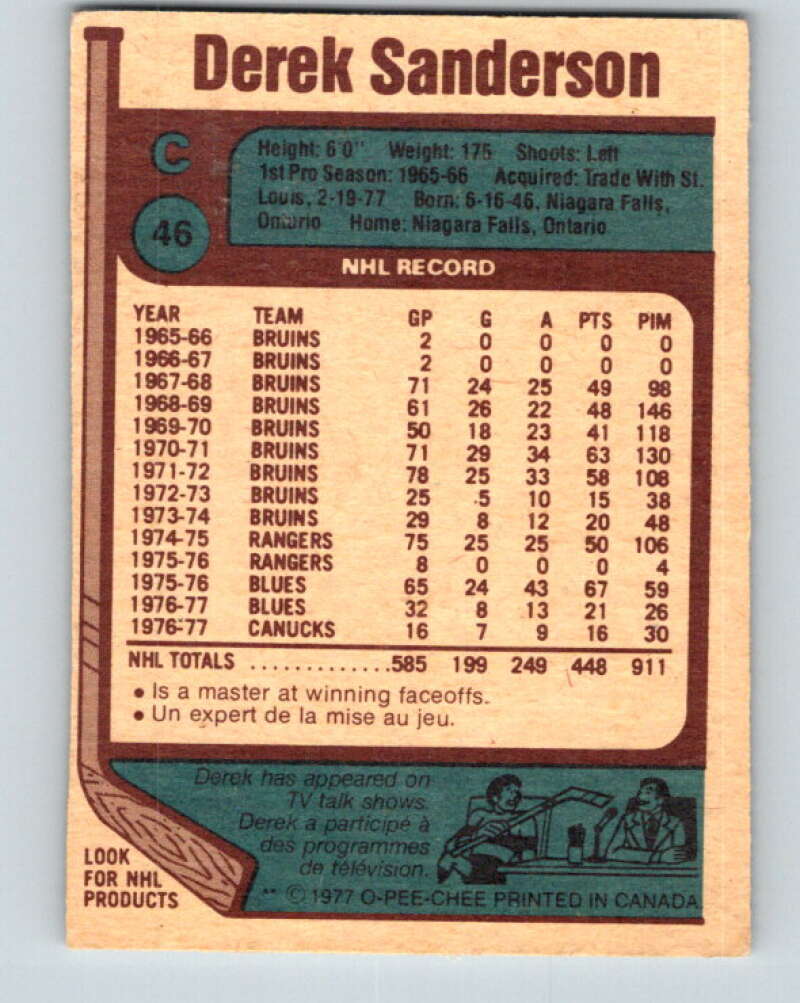 Derek Sanderson
C
46
Height: 6'0" Weight: 175 Shoots: Left
1st Pro Season: 1965-66 Acquired: Trade With St.
Louis, 2-19-77 Born: 6-16-46, Niagara Falls,
Ontario Home: Niagara Falls, Ontario
NHL RECORD
YEAR TEAM GP G A PTS PIM
1965-66 BRUINS 2 0 0 0 0
1966-67 BRUINS 2 0 0 0 0
1967-68 BRUINS 71 24 25 49 98
1968-69 BRUINS 61 26 22 48 146
1969-70 BRUINS 50 18 23 41 118
1970-71 BRUINS 71 29 34 63 130
1971-72 BRUINS 78 25 33 58 108
1972-73 BRUINS 25 5 10 15 38
1973-74 BRUINS 29 8 12 20 48
1974-75 RANGERS 75 25 25 50 106
1975-76 RANGERS 8 0 0 0 4
1975-76 BLUES 65 24 43 67 59
1976-77 BLUES 32 8 13 21 26
1976-77 CANUCKS 16 7 9 16 30
NHL TOTALS ..............585 199 249 448 911
• Is a master at winning faceoffs.
• Un expert de la mise au jeu.
Derek has appeared on
TV talk shows.
Derek a participé à
des programmes
de télévision.
LOOK
FOR NHL
PRODUCTS
** © 1977 O-PEE-CHEE PRINTED IN CANADA.